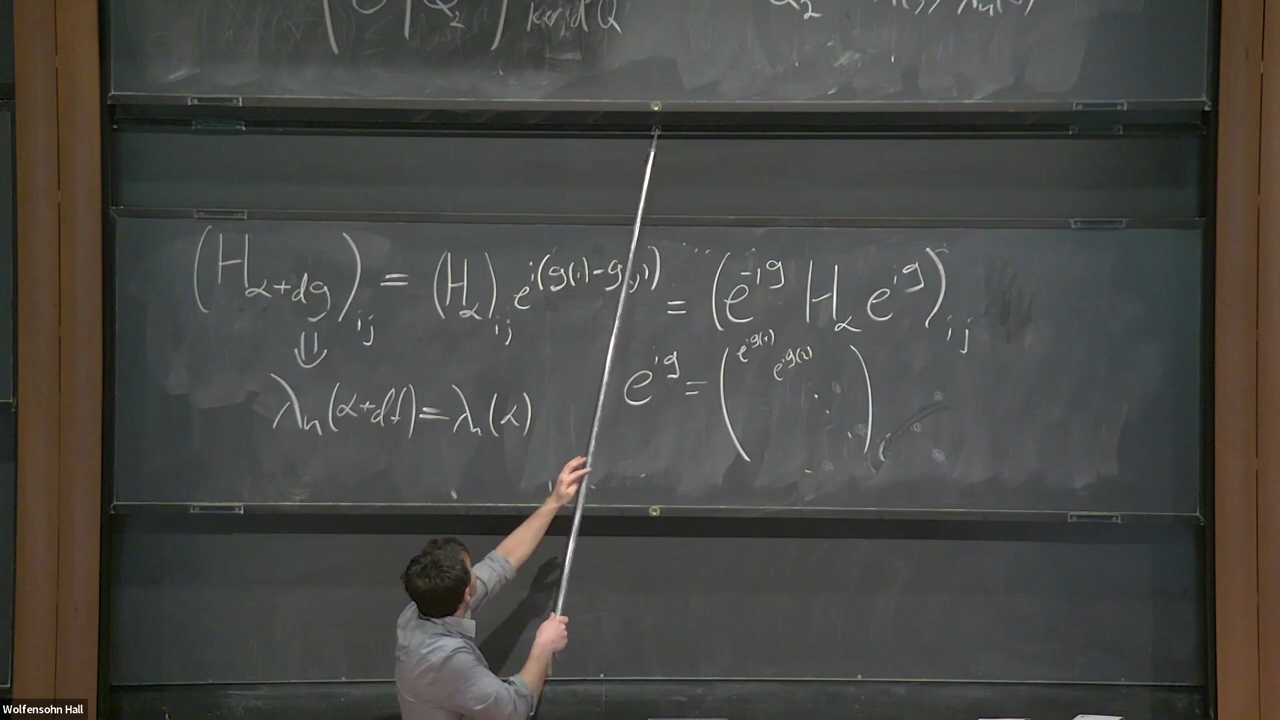 ker d* Q
(H_{α+dg})_{ij} = (H_α)_{ij} e^{i(g(i)-g(j))} = (e^{-ig} H_α e^{ig})_{ij}
⇓
λ_n(α+df) = λ_n(α)
e^{ig} = ( e^{ig(1)} e^{ig(2)} ⋱ )
Wolfensohn Hall